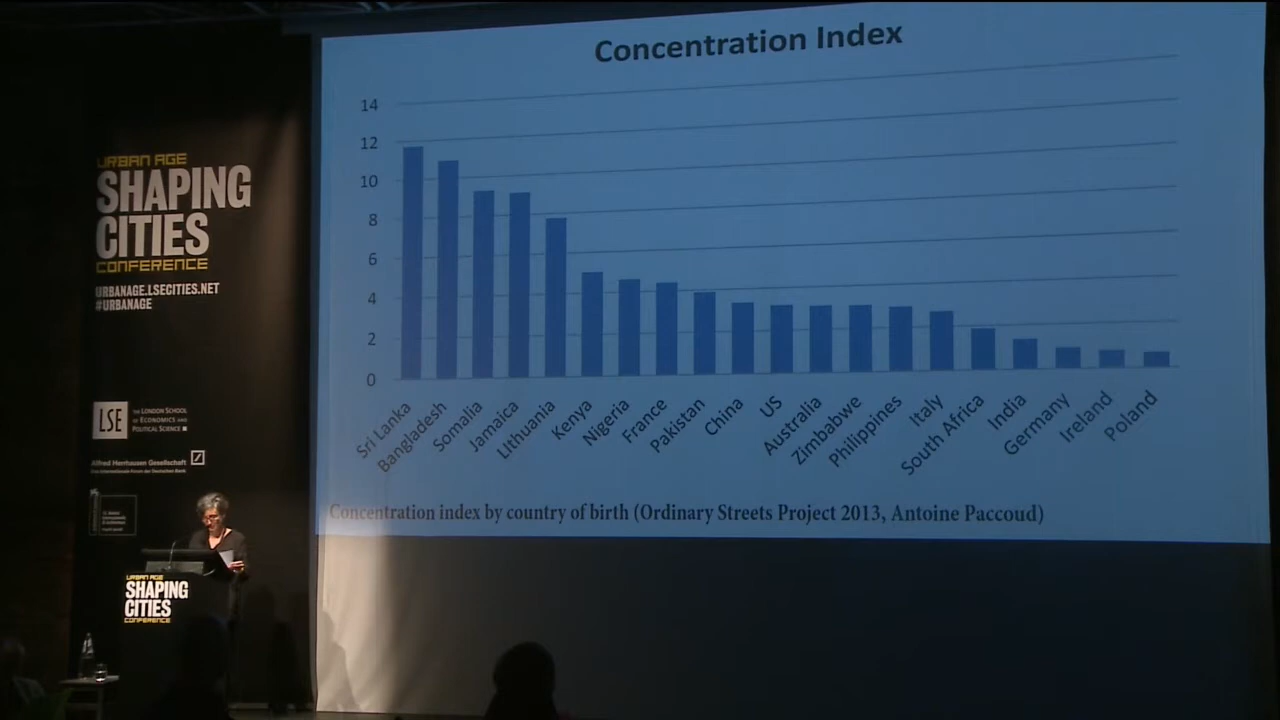 Concentration Index
14
12
10
8
6
4
2
0
Sri Lanka
Bangladesh
Somalia
Jamaica
Lithuania
Kenya
Nigeria
France
Pakistan
China
US
Australia
Zimbabwe
Philippines
Italy
South Africa
India
Germany
Ireland
Poland
Concentration index by country of birth (Ordinary Streets Project 2013, Antoine Paccoud)
URBAN AGE
SHAPING
CITIES
CONFERENCE
URBANAGE.LSECITIES.NET
#URBANAGE
LSE
THE LONDON SCHOOL
OF ECONOMICS AND
POLITICAL SCIENCE
Alfred Herrhausen Gesellschaft
URBAN AGE
SHAPING
CITIES
CONFERENCE